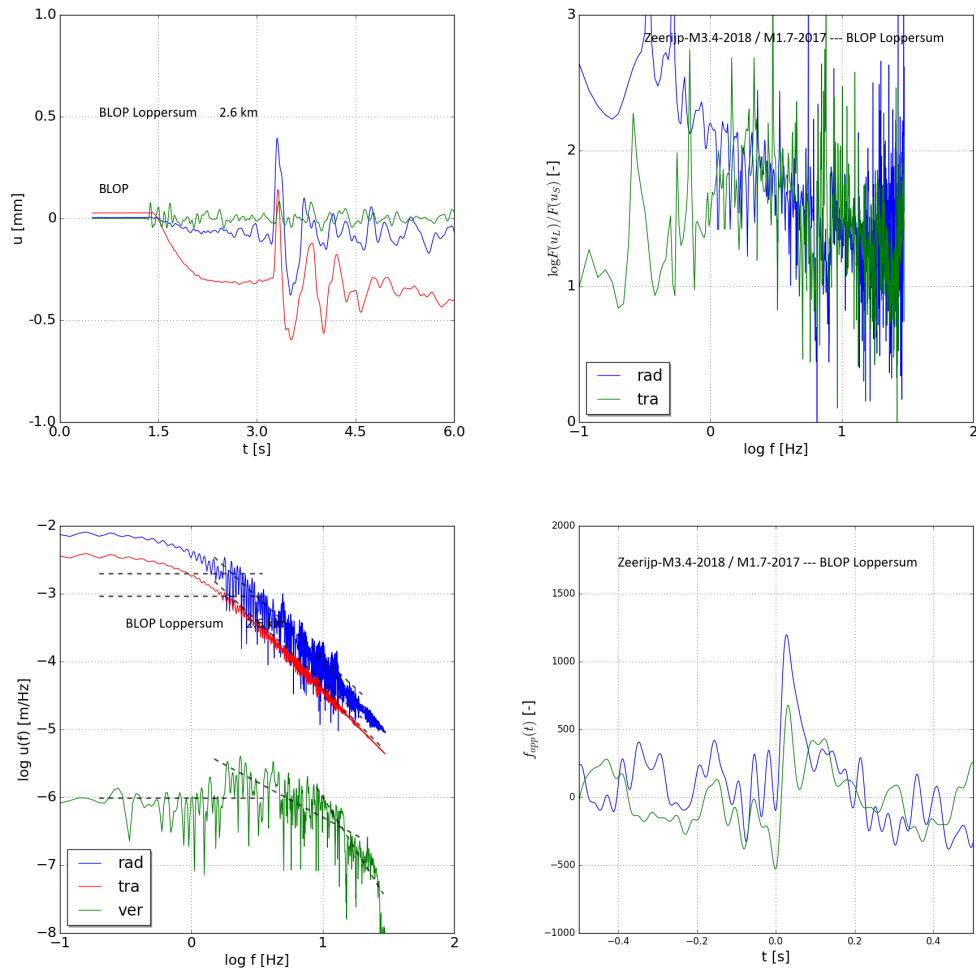 1.0
0.5
0
-0.5
-1.0
u [mm]
BLOP Loppersum 2.6 km
BLOP
0.0 1.5 3.0 4.5 6.0
t [s]
3
2
1
0
logF(u_L)/F(u_S) [-]
Zeerijp-M3.4-2018 / M1.7-2017 --- BLOP Loppersum
rad
tra
−1 0 1 2
log f [Hz]
−2
−3
−4
−5
−6
−7
−8
log u(f) [m/Hz]
BLOP Loppersum 2.6 km
rad
tra
ver
−1 0 1 2
log f [Hz]
2000
1500
1000
500
0
−500
−1000
f_app(t) [-]
Zeerijp-M3.4-2018 / M1.7-2017 --- BLOP Loppersum
−0.4 −0.2 0.0 0.2 0.4
t [s]